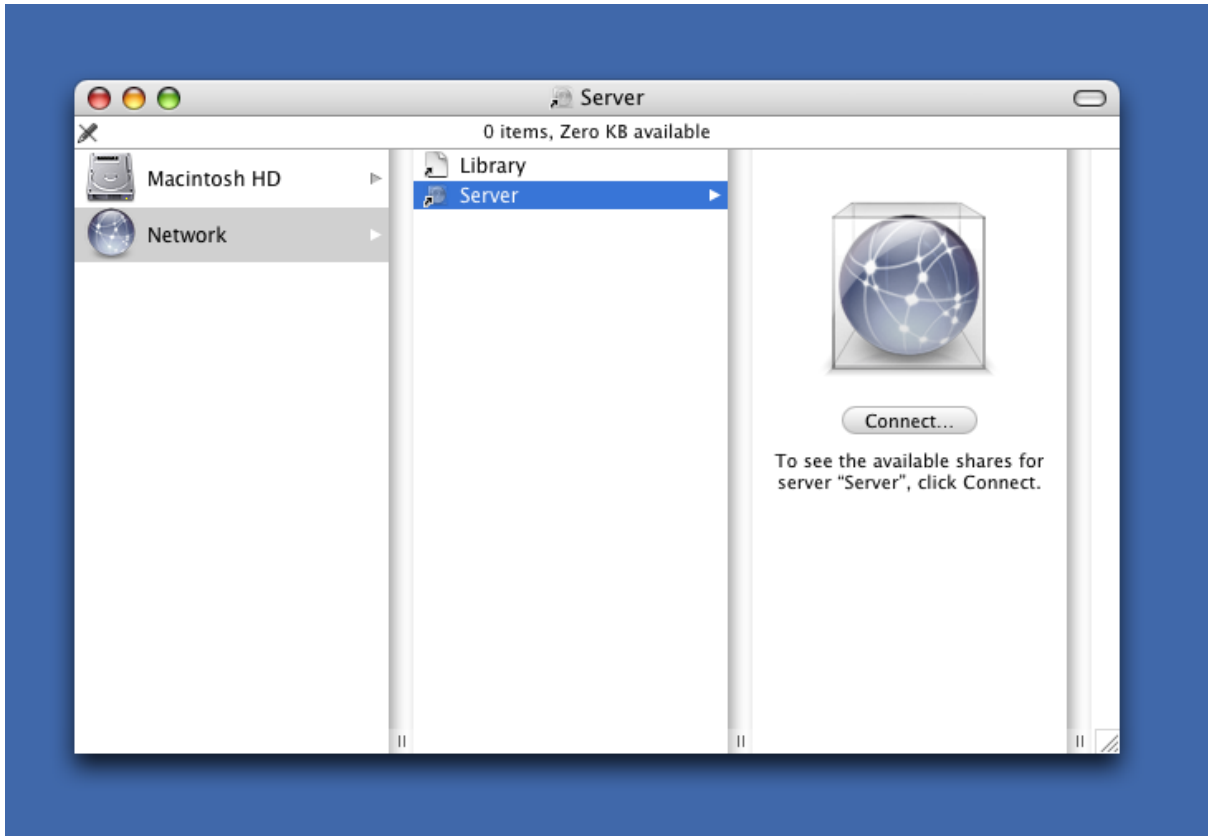 Server
0 items, Zero KB available
Macintosh HD
Network
Library
Server
Connect...
To see the available shares for
server “Server”, click Connect.